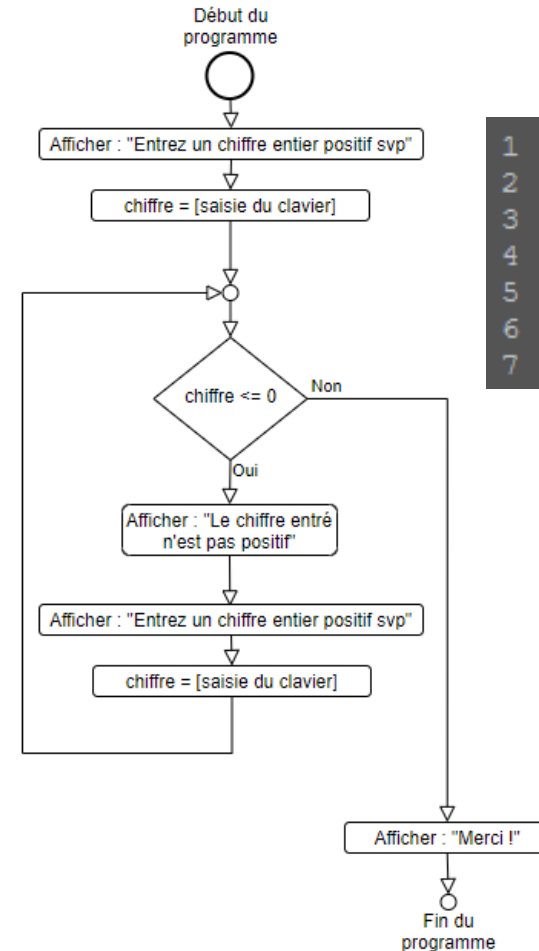 Début du
programme
Afficher : "Entrez un chiffre entier positif svp"
chiffre = [saisie du clavier]
chiffre <= 0
Non
Oui
Afficher : "Le chiffre entré
n'est pas positif"
Afficher : "Entrez un chiffre entier positif svp"
chiffre = [saisie du clavier]
Afficher : "Merci !"
Fin du
programme
1
2
3
4
5
6
7